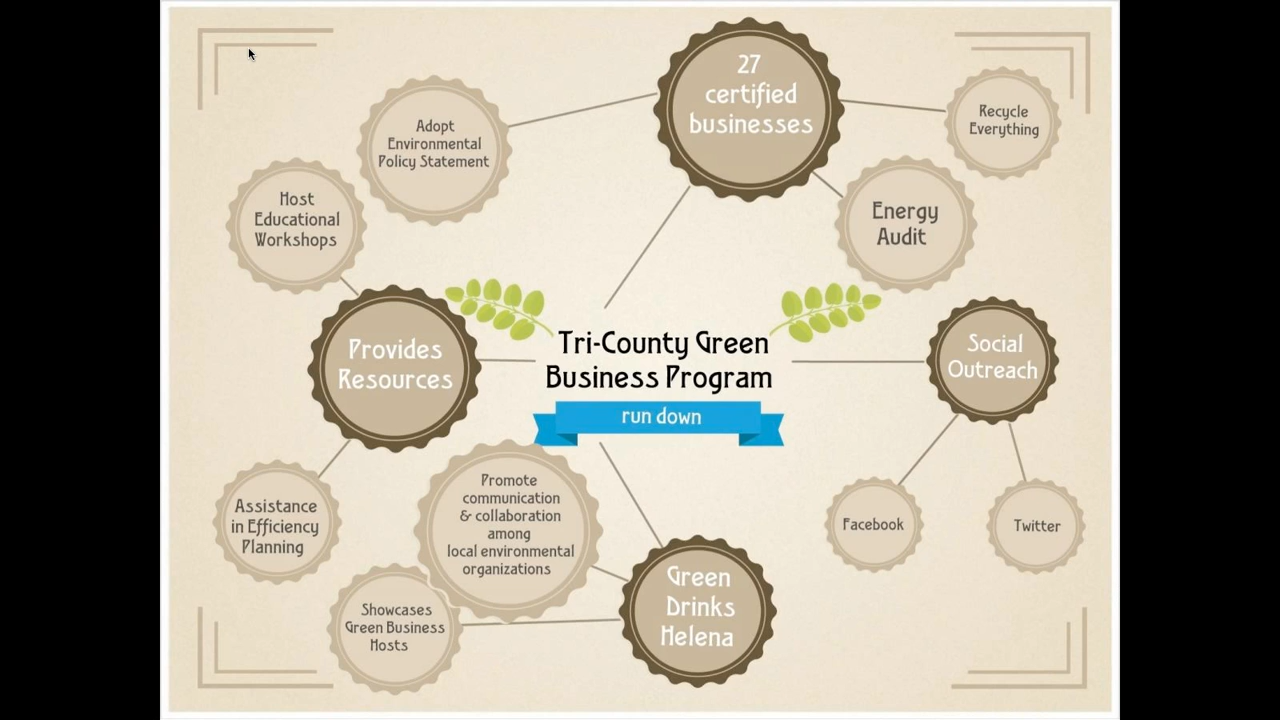 27
certified
businesses
Adopt
Environmental
Policy Statement
Recycle
Everything
Host
Educational
Workshops
Energy
Audit
Provides
Resources
Tri-County Green
Business Program
run down
Social
Outreach
Assistance
in Efficiency
Planning
Promote
communication
& collaboration
among
local environmental
organizations
Facebook
Twitter
Showcases
Green Business
Hosts
Green
Drinks
Helena